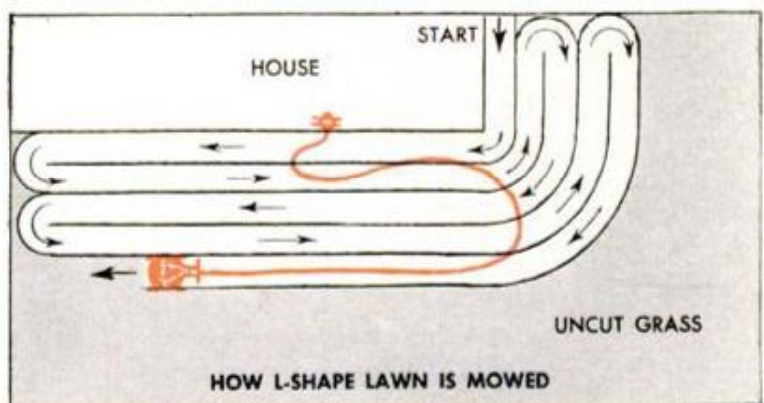 START
HOUSE
UNCUT GRASS
HOW L-SHAPE LAWN IS MOWED